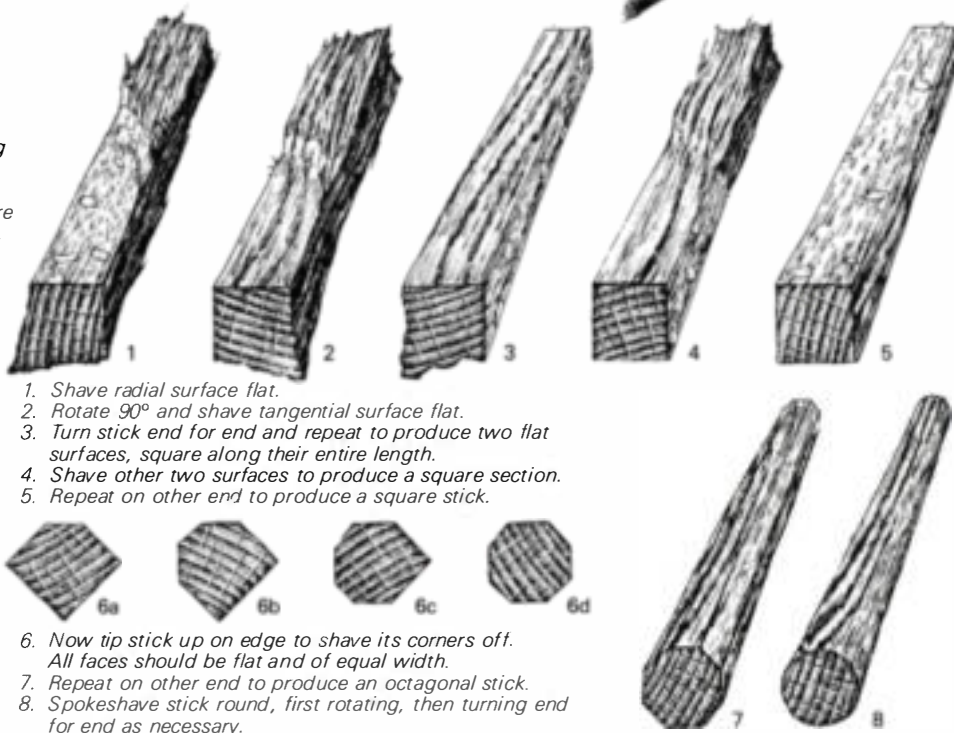 g
re
1
2
3
4
5
1. Shave radial surface flat.
2. Rotate 90° and shave tangential surface flat.
3. Turn stick end for end and repeat to produce two flat
surfaces, square along their entire length.
4. Shave other two surfaces to produce a square section.
5. Repeat on other end to produce a square stick.
6a
6b
6c
6d
6. Now tip stick up on edge to shave its corners off.
All faces should be flat and of equal width.
7. Repeat on other end to produce an octagonal stick.
8. Spokeshave stick round, first rotating, then turning end
for end as necessary.
7
8